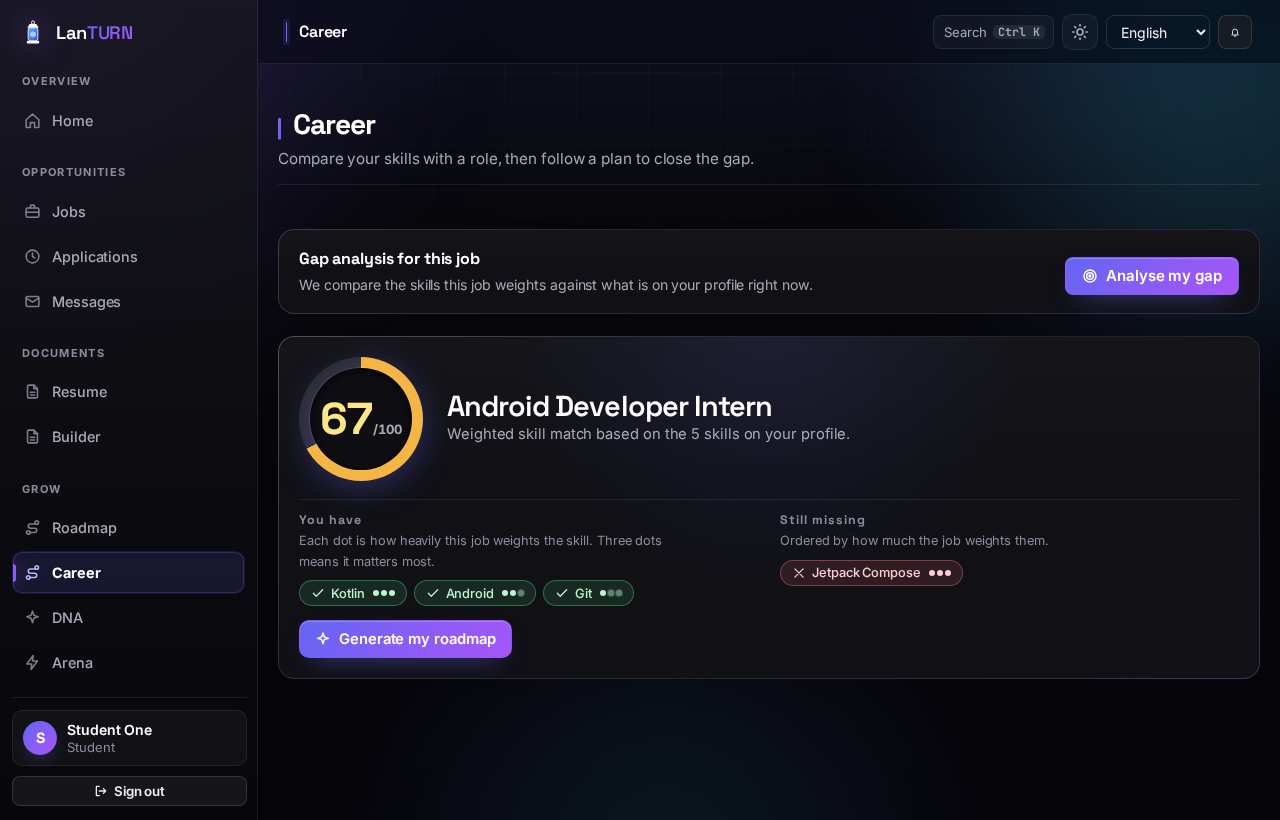 LanTURN
OVERVIEW
Home
OPPORTUNITIES
Jobs
Applications
Messages
DOCUMENTS
Resume
Builder
GROW
Roadmap
Career
DNA
Arena
S
Student One
Student
Sign out
Career
Search Ctrl K
English
Career
Compare your skills with a role, then follow a plan to close the gap.
Gap analysis for this job
We compare the skills this job weights against what is on your profile right now.
Analyse my gap
67/100
Android Developer Intern
Weighted skill match based on the 5 skills on your profile.
You have
Each dot is how heavily this job weights the skill. Three dots
means it matters most.
Kotlin
Android
Git
Still missing
Ordered by how much the job weights them.
Jetpack Compose
Generate my roadmap